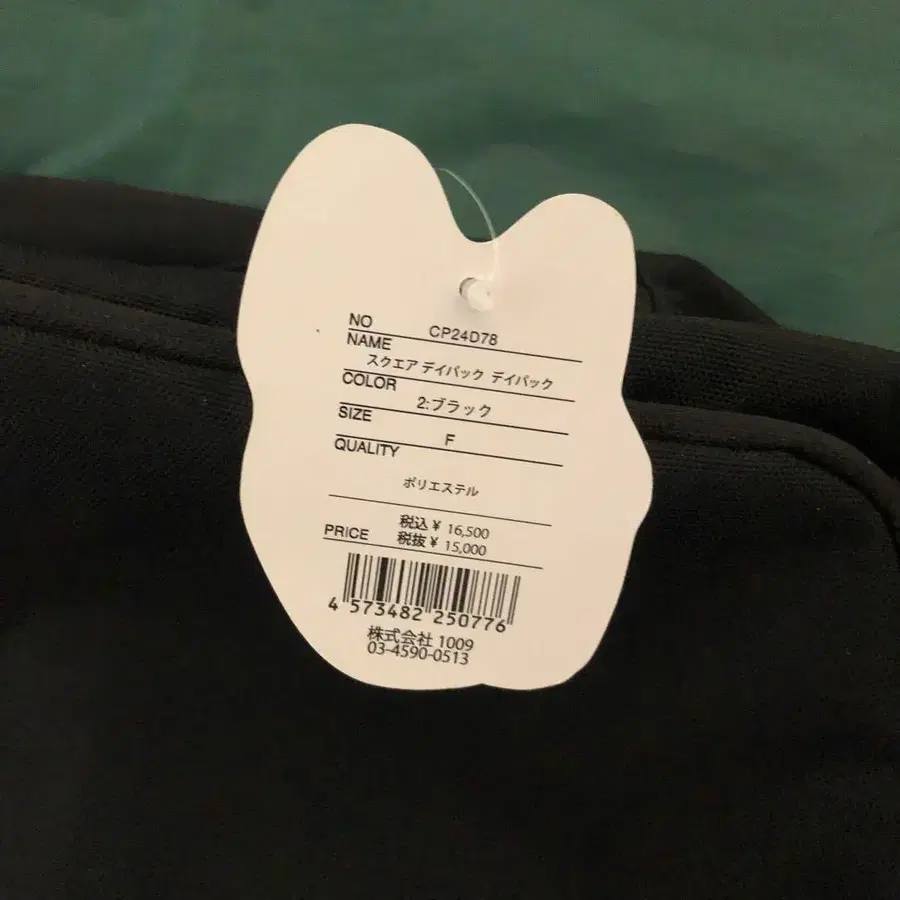 NO CP24D78
NAME
スクエア デイパック デイパック
COLOR
2:ブラック
SIZE
F
QUALITY
ポリエステル
税込 ¥ 16,500
PRICE 税抜 ¥ 15,000
4 573482 250776
株式会社 1009
03-4590-0513